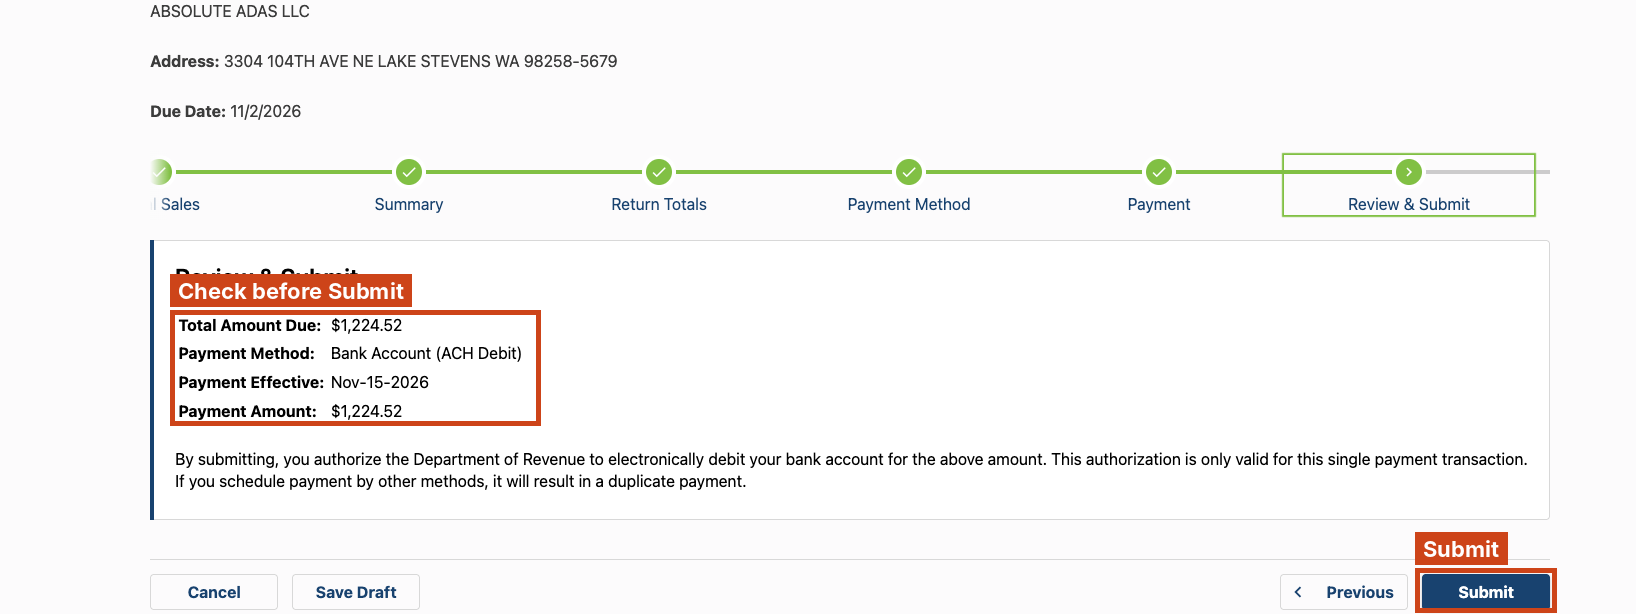 ABSOLUTE ADAS LLC
Address: 3304 104TH AVE NE LAKE STEVENS WA 98258-5679
Due Date: 11/2/2026
l Sales
Summary
Return Totals
Payment Method
Payment
Review & Submit
Review & Submit
Check before Submit
Total Amount Due: $1,224.52
Payment Method: Bank Account (ACH Debit)
Payment Effective: Nov-15-2026
Payment Amount: $1,224.52
By submitting, you authorize the Department of Revenue to electronically debit your bank account for the above amount. This authorization is only valid for this single payment transaction.
If you schedule payment by other methods, it will result in a duplicate payment.
Submit
Cancel
Save Draft
Previous
Submit